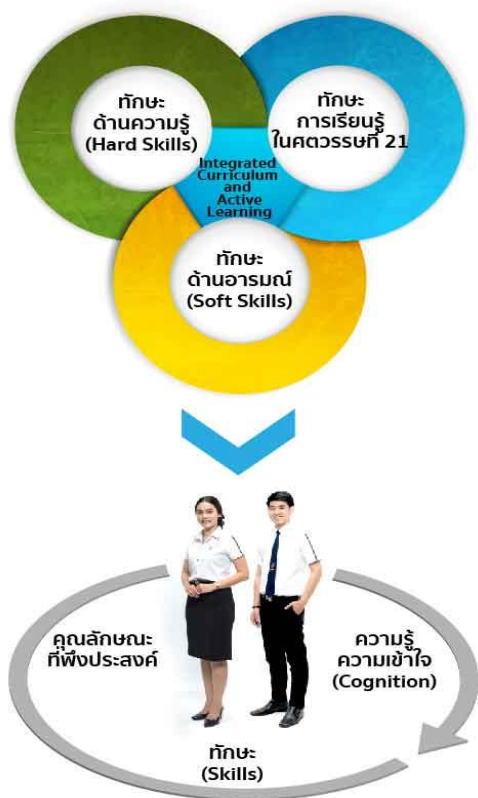 ทักษะ
ด้านความรู้
(Hard Skills)
ทักษะ
การเรียนรู้
ในศตวรรษที่ 21
Integrated
Curriculum
and
Active
Learning
ทักษะ
ด้านอารมณ์
(Soft Skills)
คุณลักษณะ
ที่พึงประสงค์
ความรู้
ความเข้าใจ
(Cognition)
ทักษะ
(Skills)